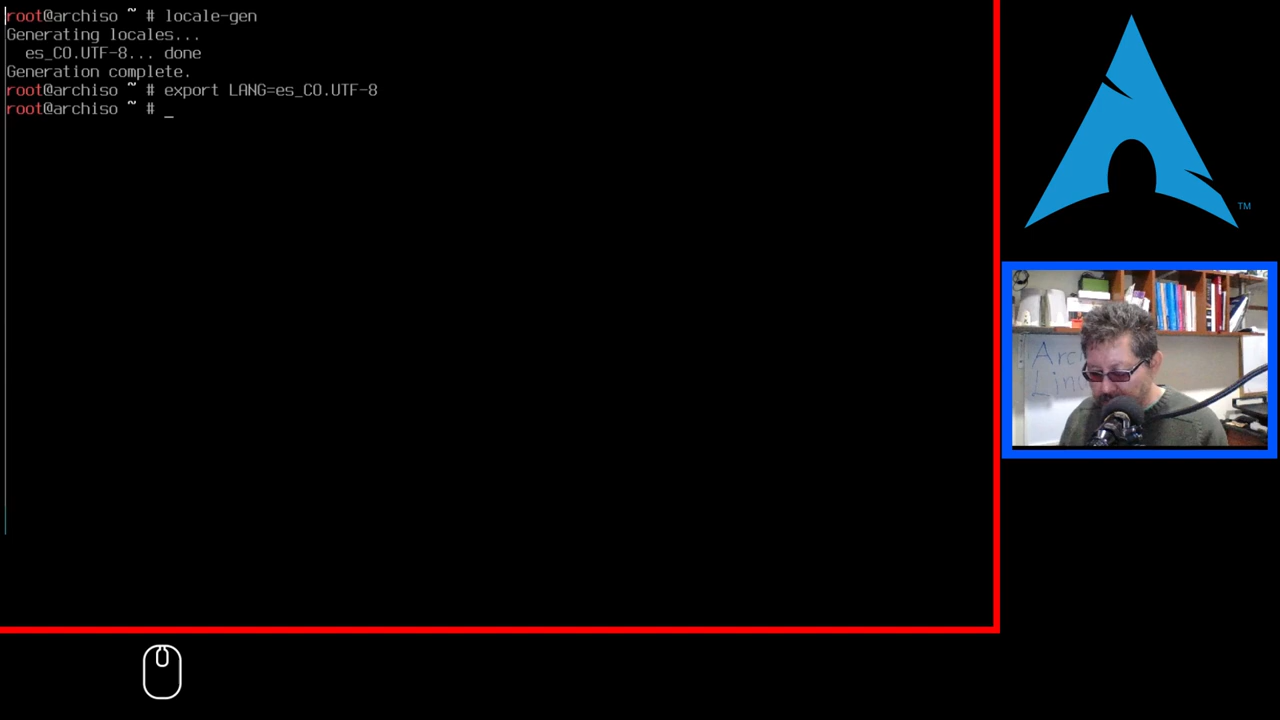 root@archiso ~ # locale-gen
Generating locales...
  es_CO.UTF-8... done
Generation complete.
root@archiso ~ # export LANG=es_CO.UTF-8
root@archiso ~ # _
TM